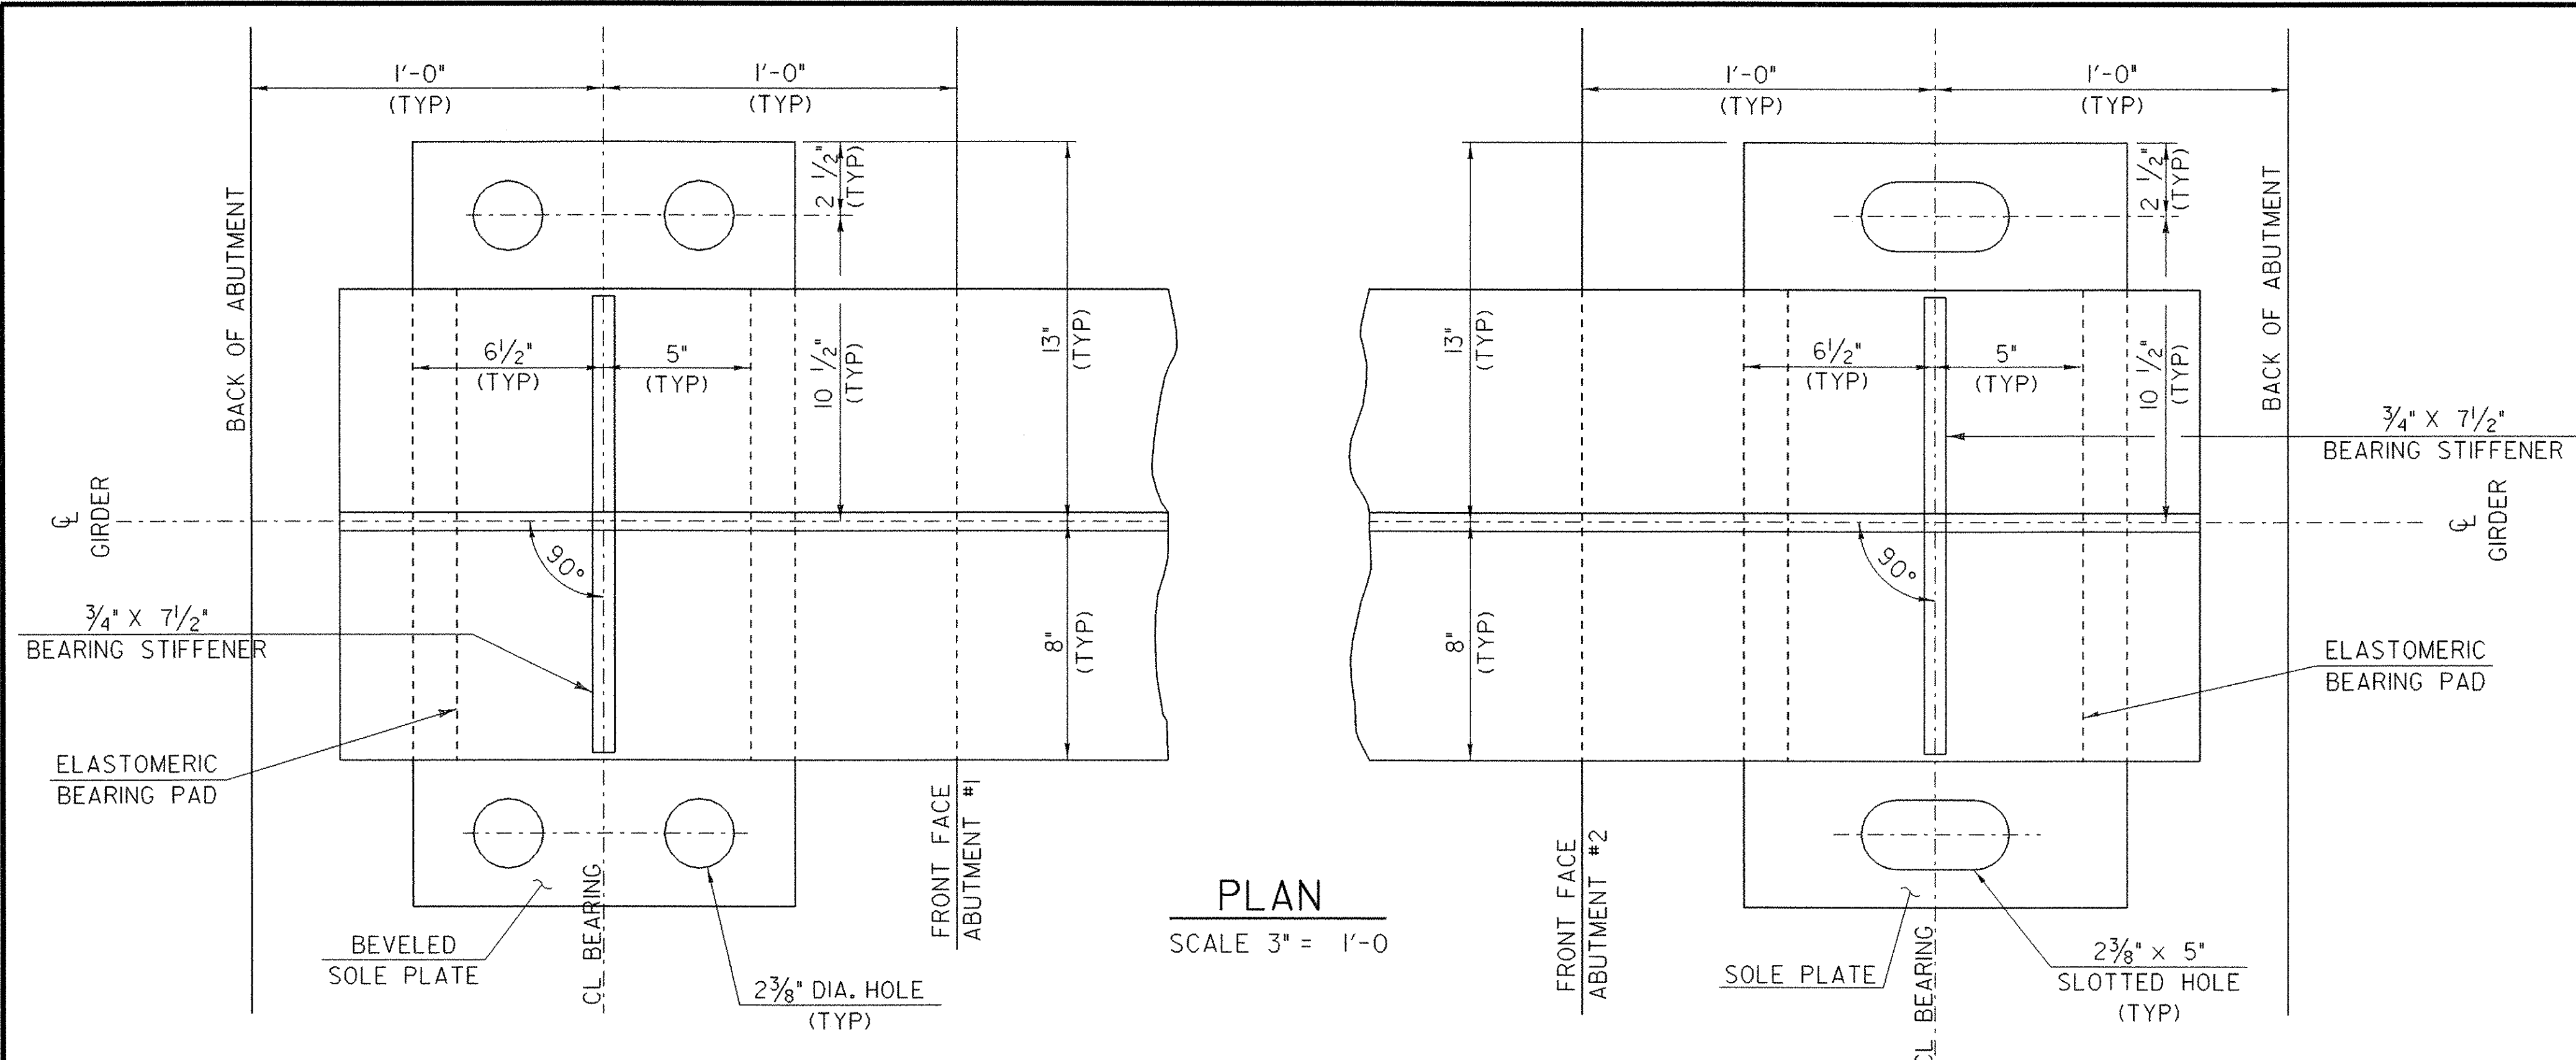 1'-0"
(TYP)
1'-0"
(TYP)
2 1/2"
(TYP)
BACK OF ABUTMENT
6 1/2"
(TYP)
5"
(TYP)
10 1/2"
(TYP)
13"
(TYP)
℄
GIRDER
90°
3/4" X 7 1/2"
BEARING STIFFENER
8"
(TYP)
ELASTOMERIC
BEARING PAD
BEVELED
SOLE PLATE
CL BEARING
2 3/8" DIA. HOLE
(TYP)
FRONT FACE
ABUTMENT #1
PLAN
SCALE 3" = 1'-0
1'-0"
(TYP)
1'-0"
(TYP)
2 1/2"
(TYP)
BACK OF ABUTMENT
13"
(TYP)
6 1/2"
(TYP)
5"
(TYP)
10 1/2"
(TYP)
3/4" X 7 1/2"
BEARING STIFFENER
℄
GIRDER
90°
8"
(TYP)
ELASTOMERIC
BEARING PAD
FRONT FACE
ABUTMENT #2
SOLE PLATE
CL BEARING
2 3/8" X 5"
SLOTTED HOLE
(TYP)